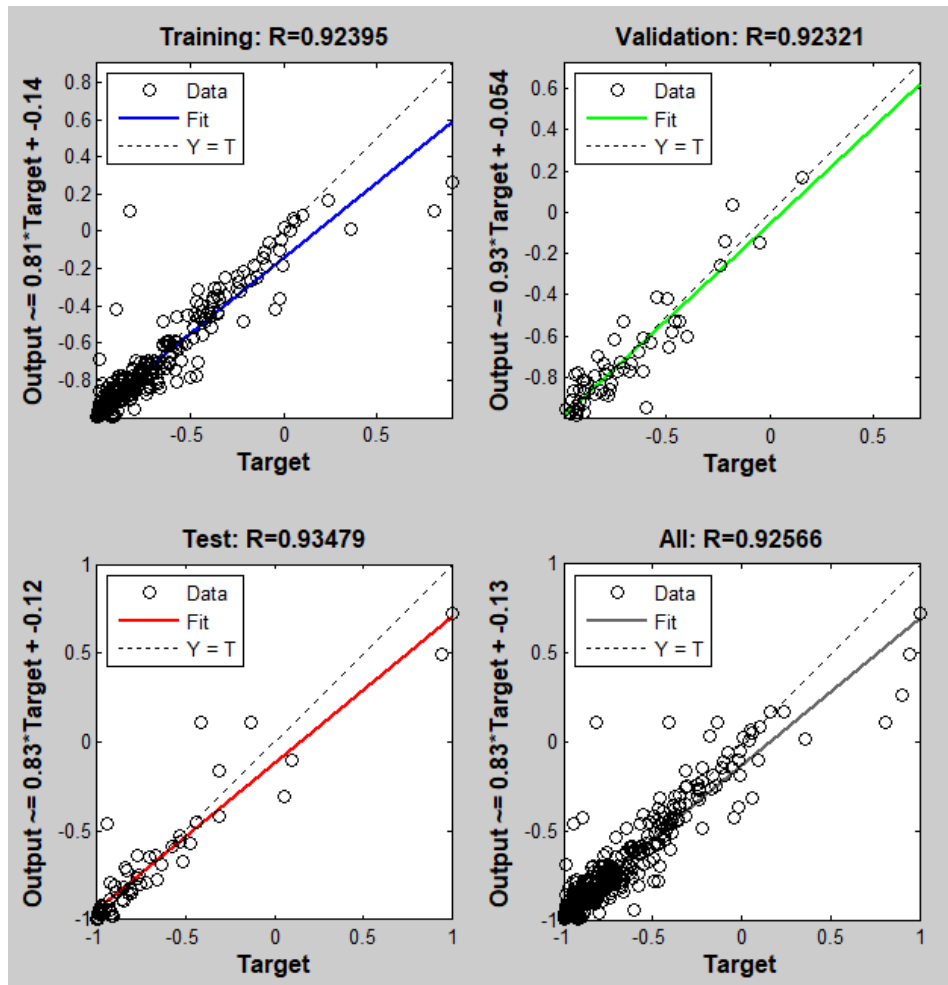 Training: R=0.92395
Output ~= 0.81*Target + -0.14
0.8
0.6
0.4
0.2
0
-0.2
-0.4
-0.6
-0.8
Data
Fit
Y = T
-0.5 0 0.5
Target
Validation: R=0.92321
Output ~= 0.93*Target + -0.054
0.6
0.4
0.2
0
-0.2
-0.4
-0.6
-0.8
Data
Fit
Y = T
-0.5 0 0.5
Target
Test: R=0.93479
Output ~= 0.83*Target + -0.12
1
0.5
0
-0.5
-1
Data
Fit
Y = T
-1 -0.5 0 0.5 1
Target
All: R=0.92566
Output ~= 0.83*Target + -0.13
1
0.5
0
-0.5
-1
Data
Fit
Y = T
-1 -0.5 0 0.5 1
Target